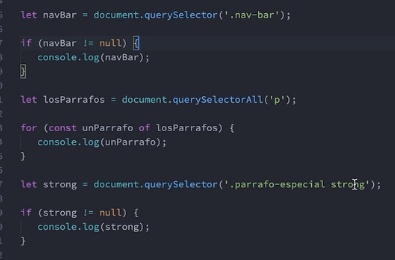 let navBar = document.querySelector('.nav-bar');
if (navBar != null) {
console.log(navBar);
}
let losParrafos = document.querySelectorAll('p');
for (const unParrafo of losParrafos) {
console.log(unParrafo);
}
let strong = document.querySelector('.parrafo-especial strong');
if (strong != null) {
console.log(strong);
}